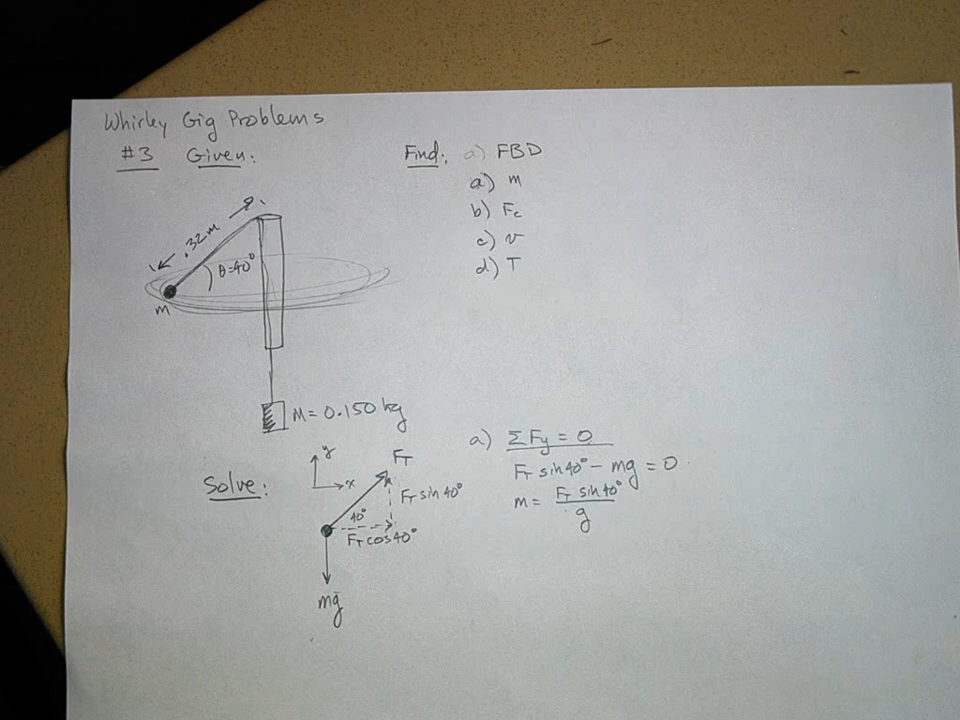 Whirley Gig Problems
#3 Given:
Find: a) FBD
a) m
b) Fc
c) v
d) T
.32m
θ=40°
m
M = 0.150 kg
Solve:
y
x
FT
FT sin 40°
40°
FT cos 40°
mg
a) ΣFy = 0
FT sin 40° - mg = 0
m = FT sin 40°
g